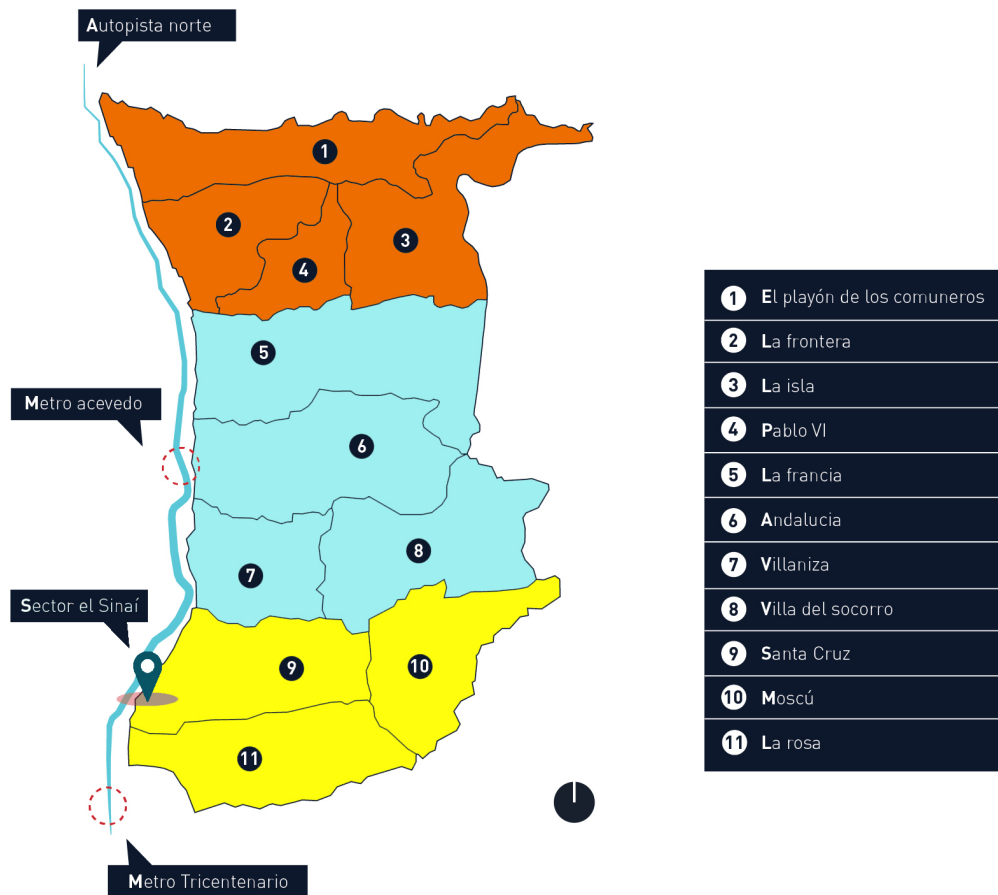 Autopista norte
1
2
3
4
5
Metro acevedo
6
8
7
Sector el Sinaí
9
10
11
Metro Tricentenario
1 El playón de los comuneros
2 La frontera
3 La isla
4 Pablo VI
5 La francia
6 Andalucia
7 Villaniza
8 Villa del socorro
9 Santa Cruz
10 Moscú
11 La rosa